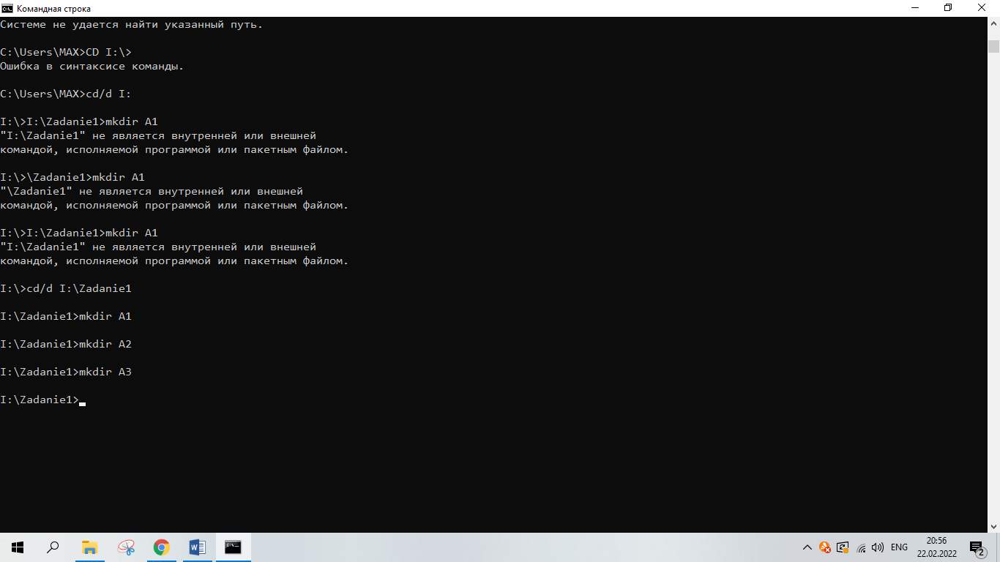 Командная строка
Системе не удается найти указанный путь.
C:\Users\MAX>CD I:\>
Ошибка в синтаксисе команды.
C:\Users\MAX>cd/d I:
I:\>I:\Zadanie1>mkdir A1
"I:\Zadanie1" не является внутренней или внешней
командой, исполняемой программой или пакетным файлом.
I:\>\Zadanie1>mkdir A1
"\Zadanie1" не является внутренней или внешней
командой, исполняемой программой или пакетным файлом.
I:\>I:\Zadanie1>mkdir A1
"I:\Zadanie1" не является внутренней или внешней
командой, исполняемой программой или пакетным файлом.
I:\>cd/d I:\Zadanie1
I:\Zadanie1>mkdir A1
I:\Zadanie1>mkdir A2
I:\Zadanie1>mkdir A3
I:\Zadanie1>
ENG
20:56
22.02.2022
2